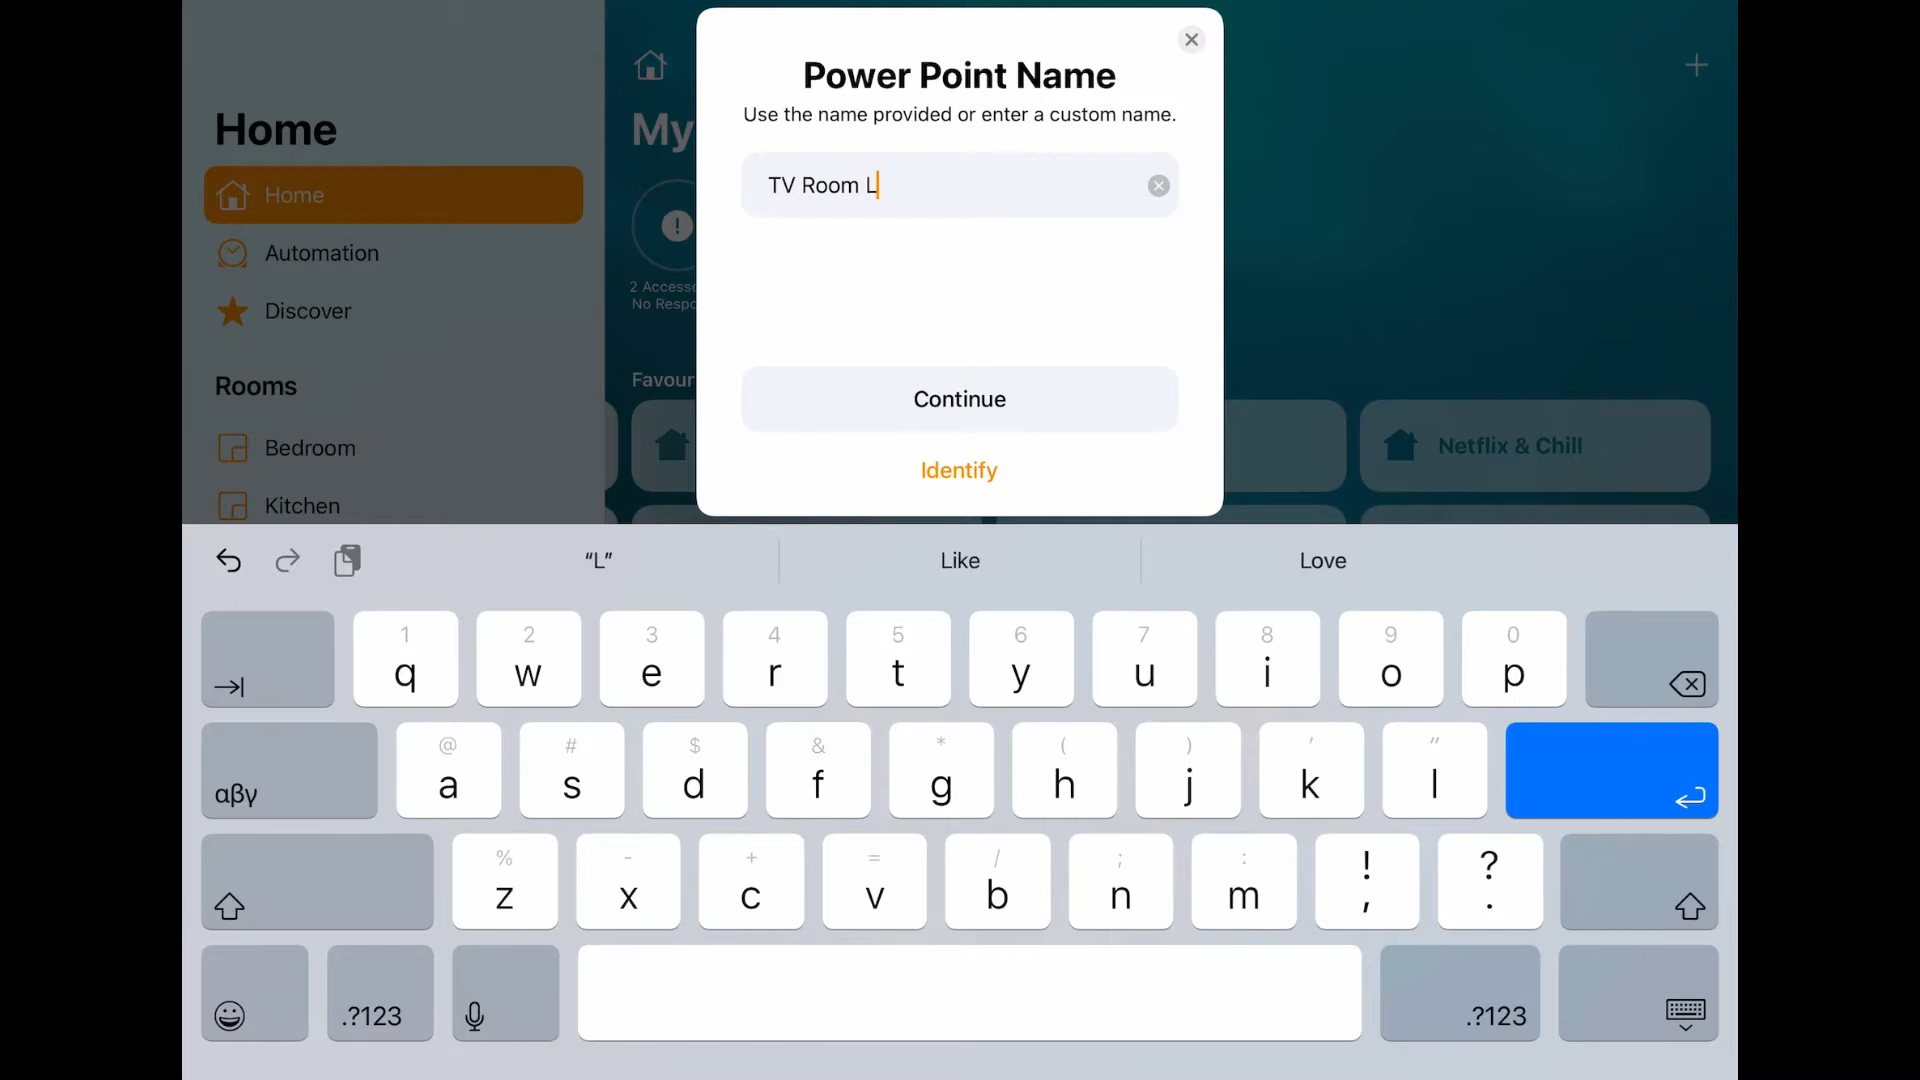 Home
Home
Automation
Discover
Rooms
Bedroom
Kitchen
My
!
2 Accesso
No Respo
Favour
Netflix & Chill
Power Point Name
Use the name provided or enter a custom name.
TV Room L
Continue
Identify
“L”
Like
Love
1 2 3 4 5 6 7 8 9 0
q w e r t y u i o p
@ # $ & * ( ) ' "
αβγ a s d f g h j k l
% - + = / ; : ! ?
z x c v b n m , .
.?123 .?123